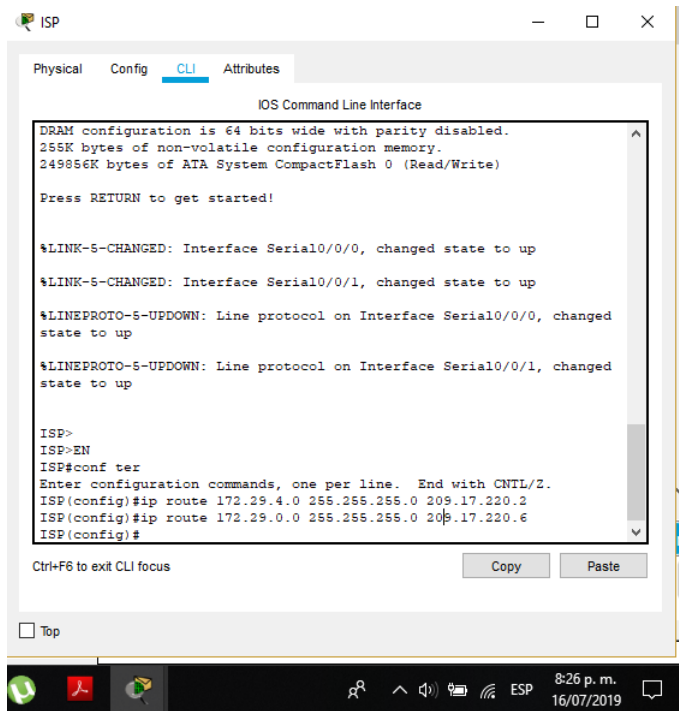 ISP
Physical Config CLI Attributes
IOS Command Line Interface
DRAM configuration is 64 bits wide with parity disabled.
255K bytes of non-volatile configuration memory.
249856K bytes of ATA System CompactFlash 0 (Read/Write)
Press RETURN to get started!
%LINK-5-CHANGED: Interface Serial0/0/0, changed state to up
%LINK-5-CHANGED: Interface Serial0/0/1, changed state to up
%LINEPROTO-5-UPDOWN: Line protocol on Interface Serial0/0/0, changed
state to up
%LINEPROTO-5-UPDOWN: Line protocol on Interface Serial0/0/1, changed
state to up
ISP>
ISP>EN
ISP#conf ter
Enter configuration commands, one per line.  End with CNTL/Z.
ISP(config)#ip route 172.29.4.0 255.255.255.0 209.17.220.2
ISP(config)#ip route 172.29.0.0 255.255.255.0 209.17.220.6
ISP(config)#
Ctrl+F6 to exit CLI focus
Copy Paste
Top
ESP
8:26 p. m.
16/07/2019